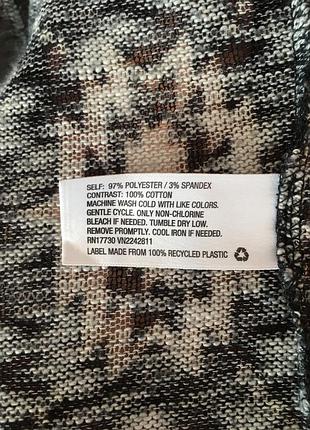 SELF: 97% POLYESTER / 3% SPANDEX
CONTRAST: 100% COTTON
MACHINE WASH COLD WITH LIKE COLORS.
GENTLE CYCLE. ONLY NON-CHLORINE
BLEACH IF NEEDED. TUMBLE DRY LOW.
REMOVE PROMPTLY. COOL IRON IF NEEDED.
RN17730 VN2242811
LABEL MADE FROM 100% RECYCLED PLASTIC